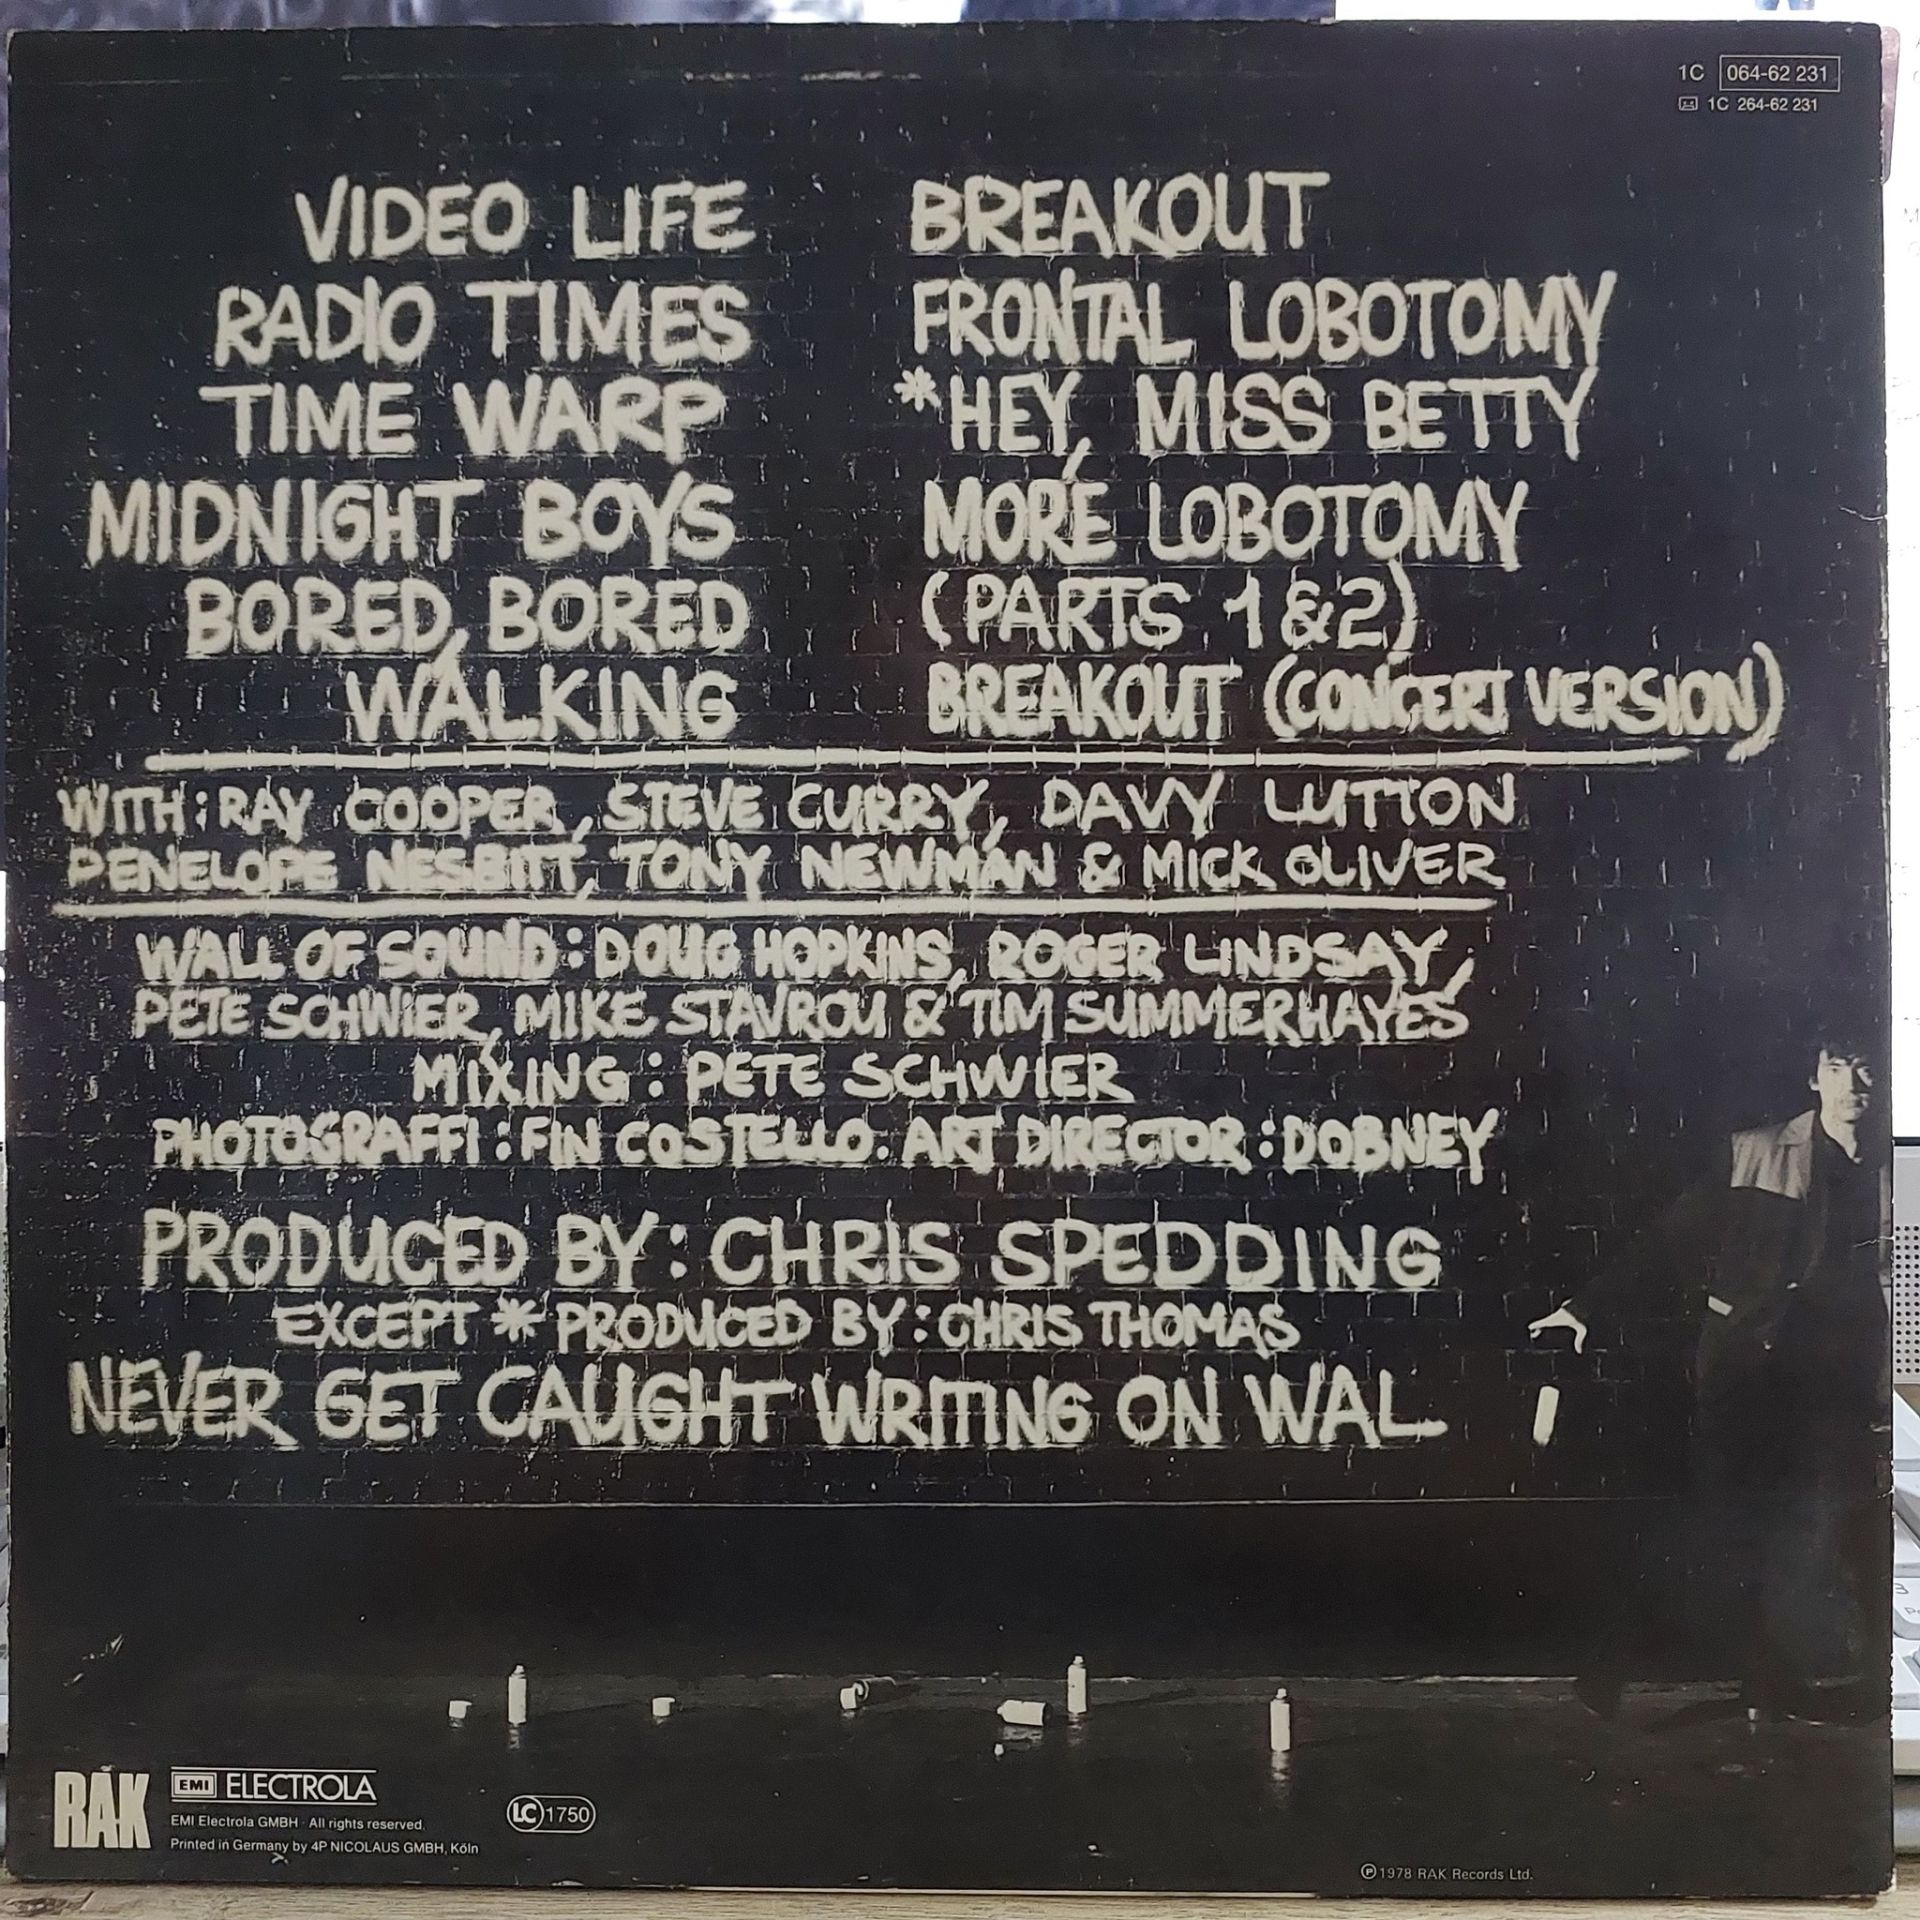 1C 064-62 231
1C 264-62 231
VIDEO LIFE
RADIO TIMES
TIME WARP
MIDNIGHT BOYS
BORED, BORED
WALKING
BREAKOUT
FRONTAL LOBOTOMY
*HEY, MISS BETTY
MORE LOBOTOMY
(PARTS 1 & 2)
BREAKOUT (CONCERT VERSION)
WITH: RAY COOPER, STEVE CURRY, DAVY LUTTON
PENELOPE NESBITT, TONY NEWMAN & MICK OLIVER
WALL OF SOUND: DOUG HOPKINS, ROGER LINDSAY,
PETE SCHWIER, MIKE STAVROU & TIM SUMMERHAYES
MIXING: PETE SCHWIER
PHOTOGRAFFI: FIN COSTELLO. ART DIRECTOR: DOBNEY
PRODUCED BY: CHRIS SPEDDING
EXCEPT * PRODUCED BY: CHRIS THOMAS
NEVER GET CAUGHT WRITING ON WAL
RAK
EMI ELECTROLA
EMI Electrola GMBH · All rights reserved.
Printed in Germany by 4P NICOLAUS GMBH, Köln
LC 1750
℗ 1978 RAK Records Ltd.